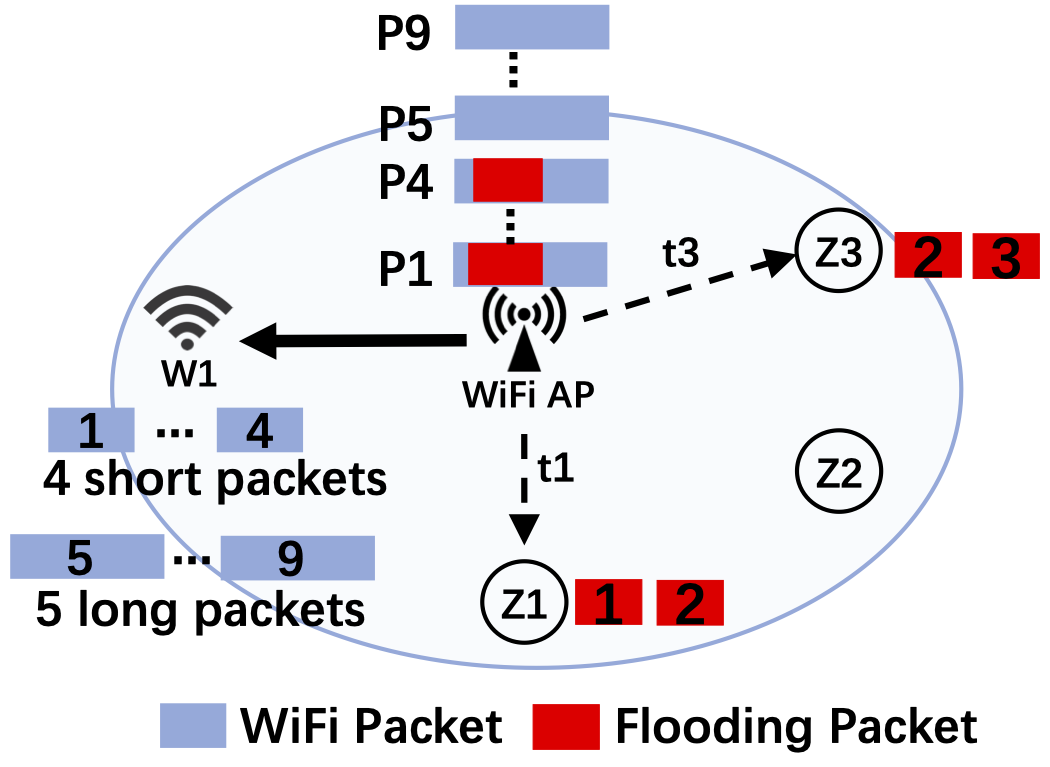 P9
P5
P4
P1
t3
Z3 2 3
W1
WiFi AP
1 ... 4
4 short packets
t1
Z2
5 ... 9
5 long packets
Z1 1 2
WiFi Packet
Flooding Packet